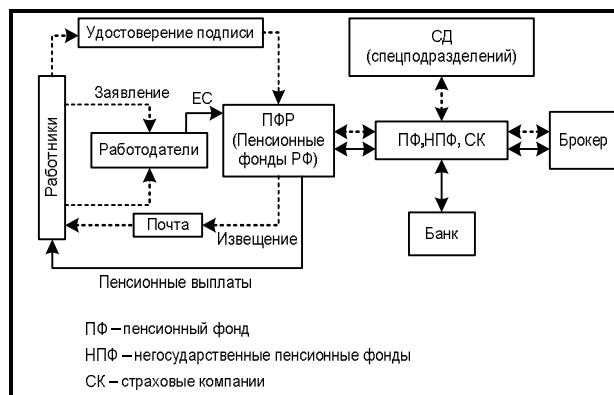 Удостоверение подписи
СД
(спецподразделений)
Заявление
ЕС
Работники
Работодатели
ПФР
(Пенсионные
фонды РФ)
ПФ,НПФ, СК
Брокер
Почта
Извещение
Банк
Пенсионные выплаты
ПФ – пенсионный фонд
НПФ – негосударственные пенсионные фонды
СК – страховые компании